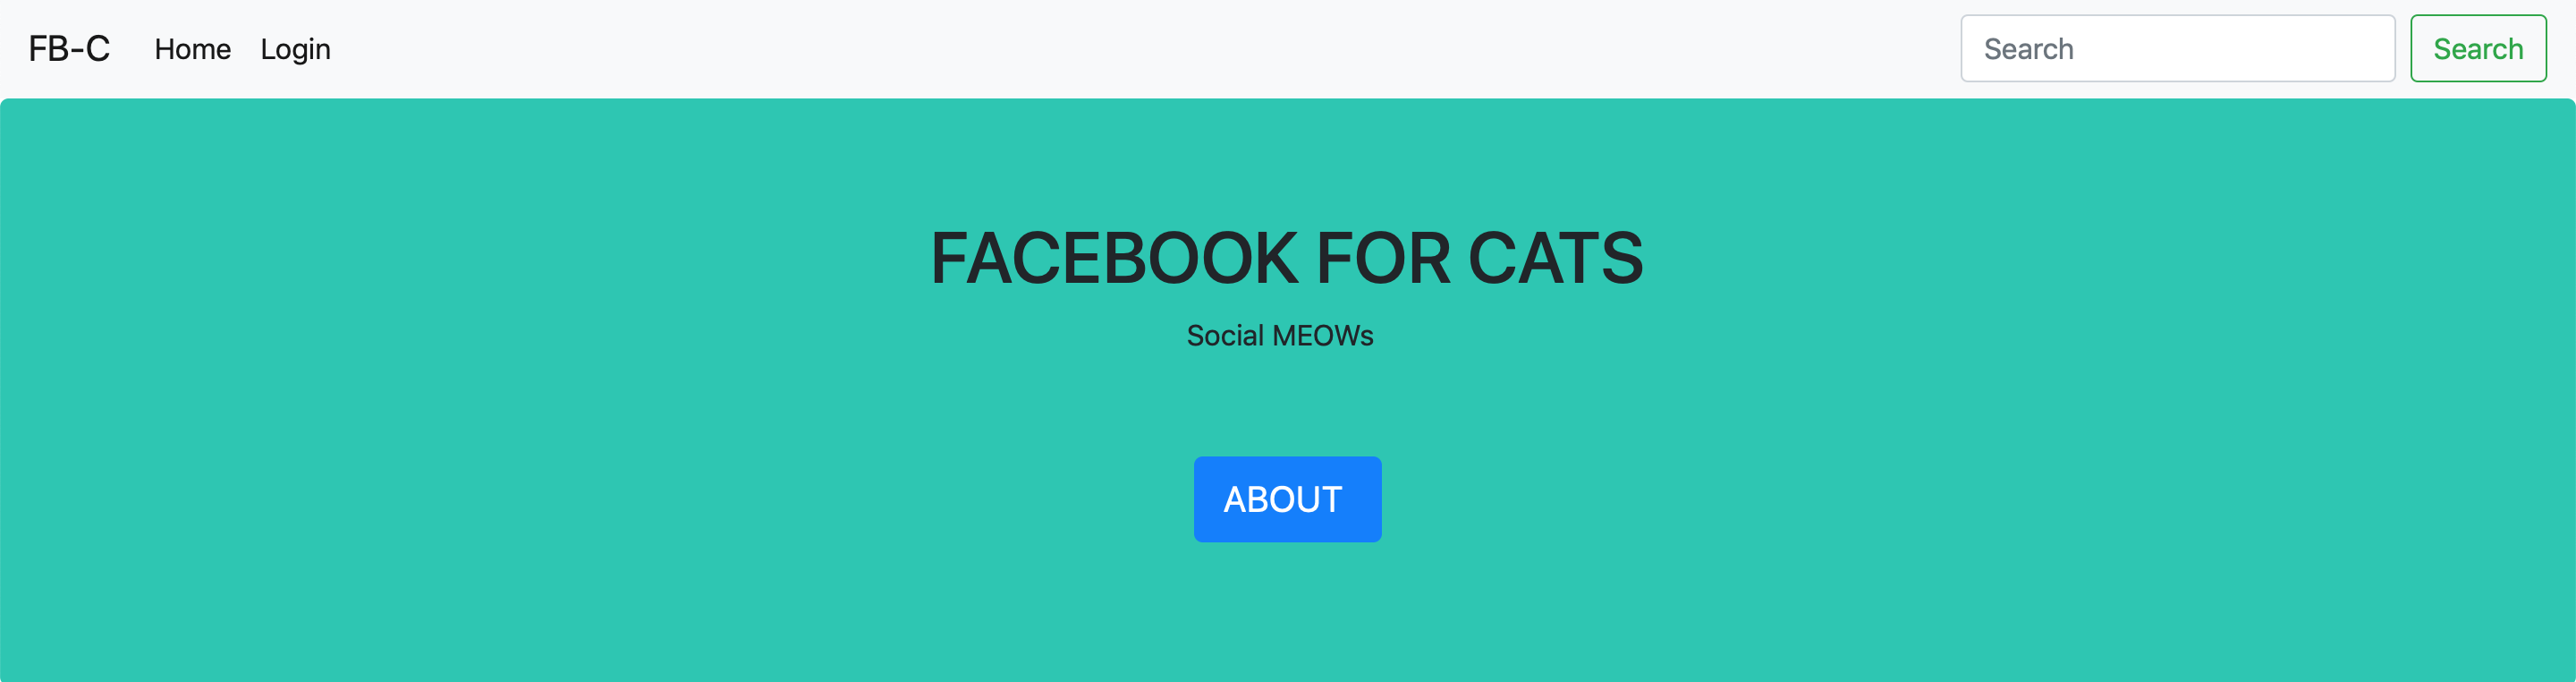 FB-C Home Login Search Search
FACEBOOK FOR CATS
Social MEOWs
ABOUT